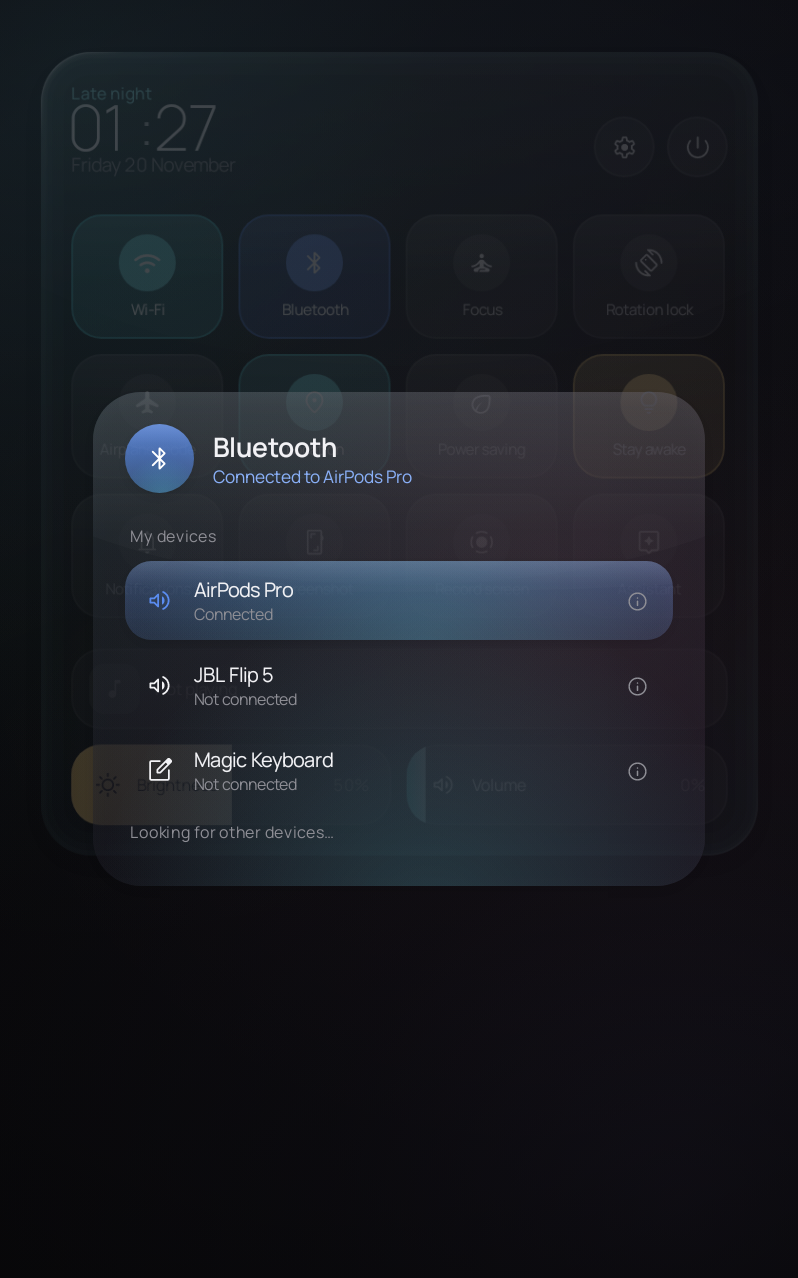 Late night
01:27
Friday 20 November
Wi-Fi
Bluetooth
Focus
Rotation lock
Power saving
Stay awake
Bluetooth
Connected to AirPods Pro
My devices
AirPods Pro
Connected
JBL Flip 5
Not connected
Magic Keyboard
Not connected
50%
Volume
0%
Looking for other devices...